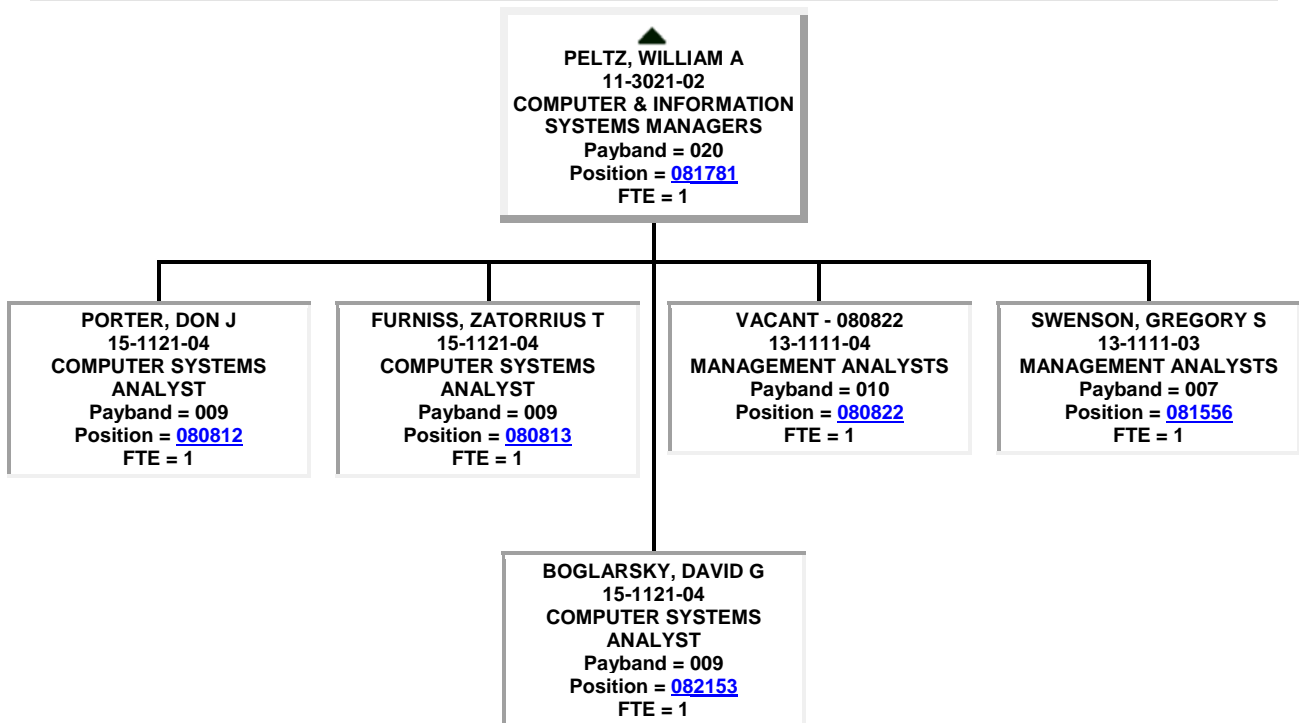 PELTZ, WILLIAM A
11-3021-02
COMPUTER & INFORMATION
SYSTEMS MANAGERS
Payband = 020
Position = 081781
FTE = 1
PORTER, DON J
15-1121-04
COMPUTER SYSTEMS
ANALYST
Payband = 009
Position = 080812
FTE = 1
FURNISS, ZATORRIUS T
15-1121-04
COMPUTER SYSTEMS
ANALYST
Payband = 009
Position = 080813
FTE = 1
VACANT - 080822
13-1111-04
MANAGEMENT ANALYSTS
Payband = 010
Position = 080822
FTE = 1
SWENSON, GREGORY S
13-1111-03
MANAGEMENT ANALYSTS
Payband = 007
Position = 081556
FTE = 1
BOGLARSKY, DAVID G
15-1121-04
COMPUTER SYSTEMS
ANALYST
Payband = 009
Position = 082153
FTE = 1